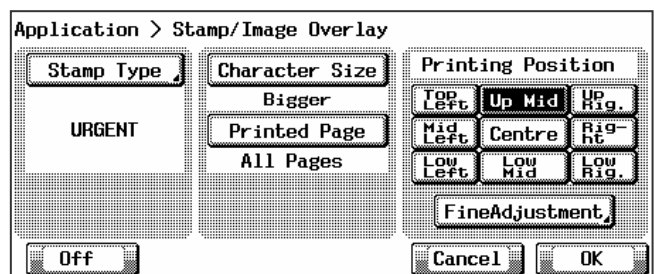 Application > Stamp/Image Overlay
Stamp Type
URGENT
Character Size
Bigger
Printed Page
All Pages
Printing Position
Top Left
Up Mid
Up Rig.
Mid Left
Centre
Rig-ht
Low Left
Low Mid
Low Rig.
FineAdjustment
Off
Cancel
OK